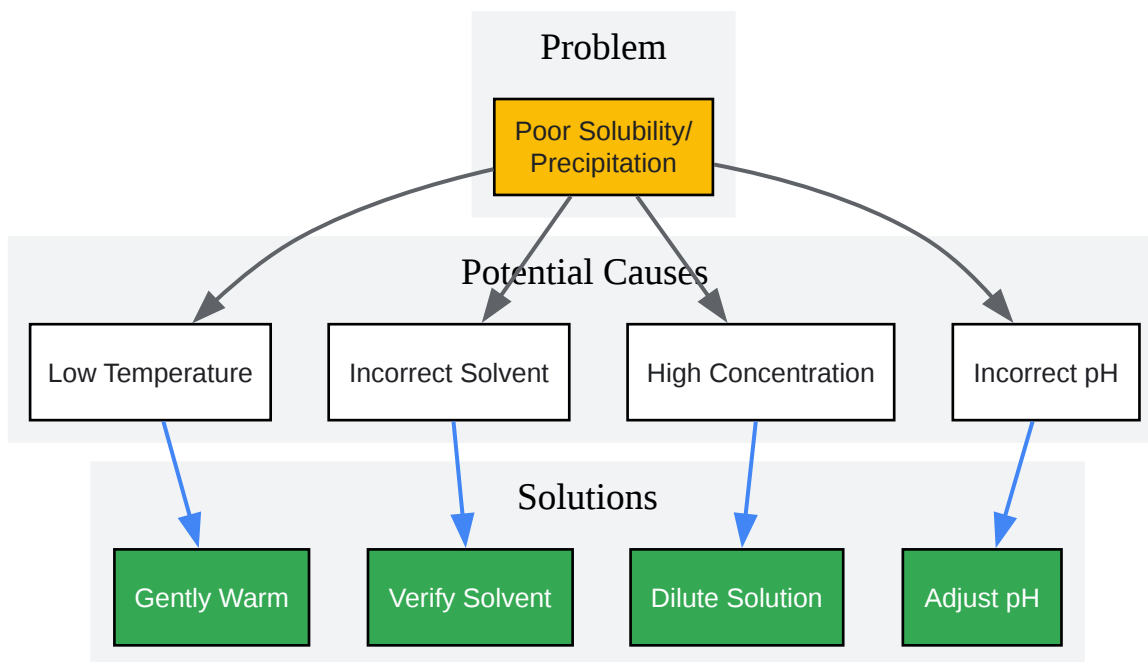 Problem
Poor Solubility/
Precipitation
Potential Causes
Low Temperature
Incorrect Solvent
High Concentration
Incorrect pH
Solutions
Gently Warm
Verify Solvent
Dilute Solution
Adjust pH